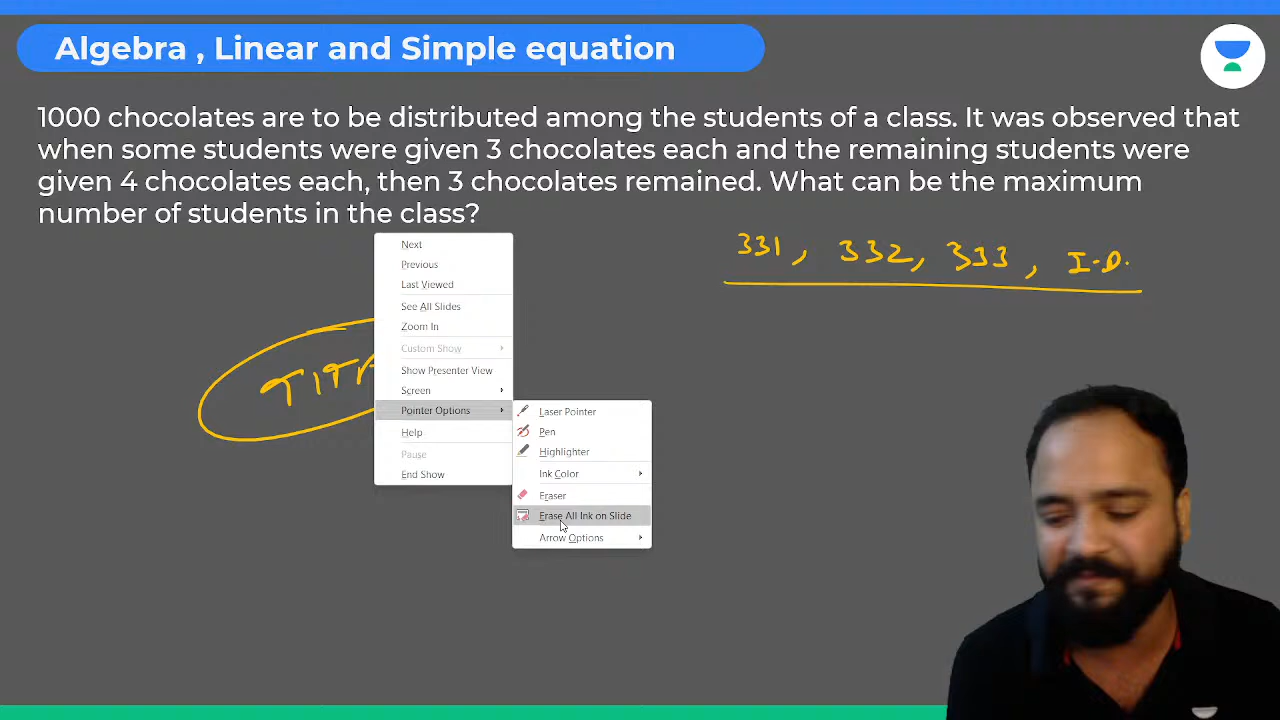 Algebra , Linear and Simple equation
1000 chocolates are to be distributed among the students of a class. It was observed that
when some students were given 3 chocolates each and the remaining students were
given 4 chocolates each, then 3 chocolates remained. What can be the maximum
number of students in the class?
331, 332, 333, I.D.
Next
Previous
Last Viewed
See All Slides
Zoom In
Custom Show
Show Presenter View
Screen
Pointer Options
Help
Pause
End Show
Laser Pointer
Pen
Highlighter
Ink Color
Eraser
Erase All Ink on Slide
Arrow Options